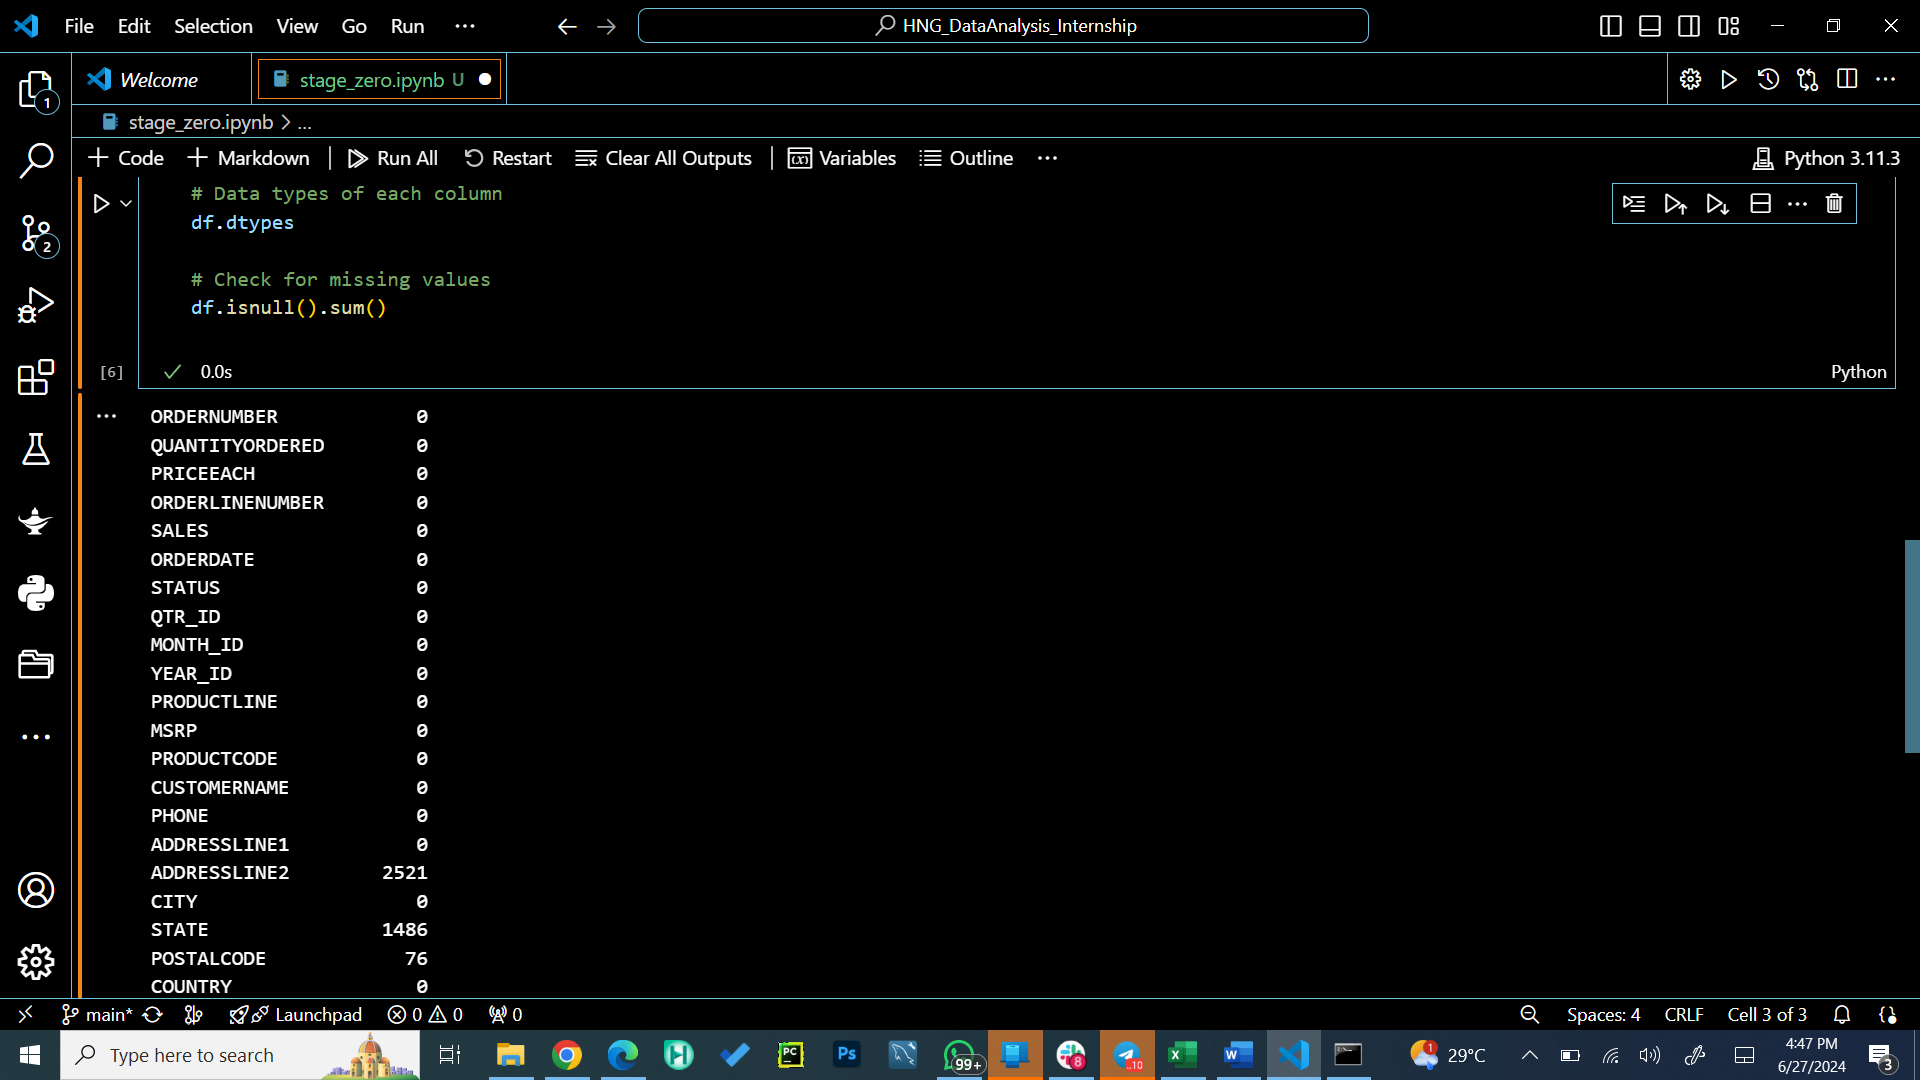 File Edit Selection View Go Run ···
HNG_DataAnalysis_Internship
Welcome
stage_zero.ipynb U
1
stage_zero.ipynb > ...
+ Code + Markdown | Run All Restart Clear All Outputs | Variables Outline ···
Python 3.11.3
# Data types of each column
df.dtypes
2
# Check for missing values
df.isnull().sum()
[6] 0.0s
Python
ORDERNUMBER 0
QUANTITYORDERED 0
PRICEEACH 0
ORDERLINENUMBER 0
SALES 0
ORDERDATE 0
STATUS 0
QTR_ID 0
MONTH_ID 0
YEAR_ID 0
PRODUCTLINE 0
MSRP 0
PRODUCTCODE 0
CUSTOMERNAME 0
PHONE 0
ADDRESSLINE1 0
ADDRESSLINE2 2521
CITY 0
STATE 1486
POSTALCODE 76
COUNTRY 0
main* Launchpad 0 0 0
Spaces: 4 CRLF Cell 3 of 3
Type here to search
PC Ps 99+ 8 ..10 1 29°C
4:47 PM
6/27/2024
3